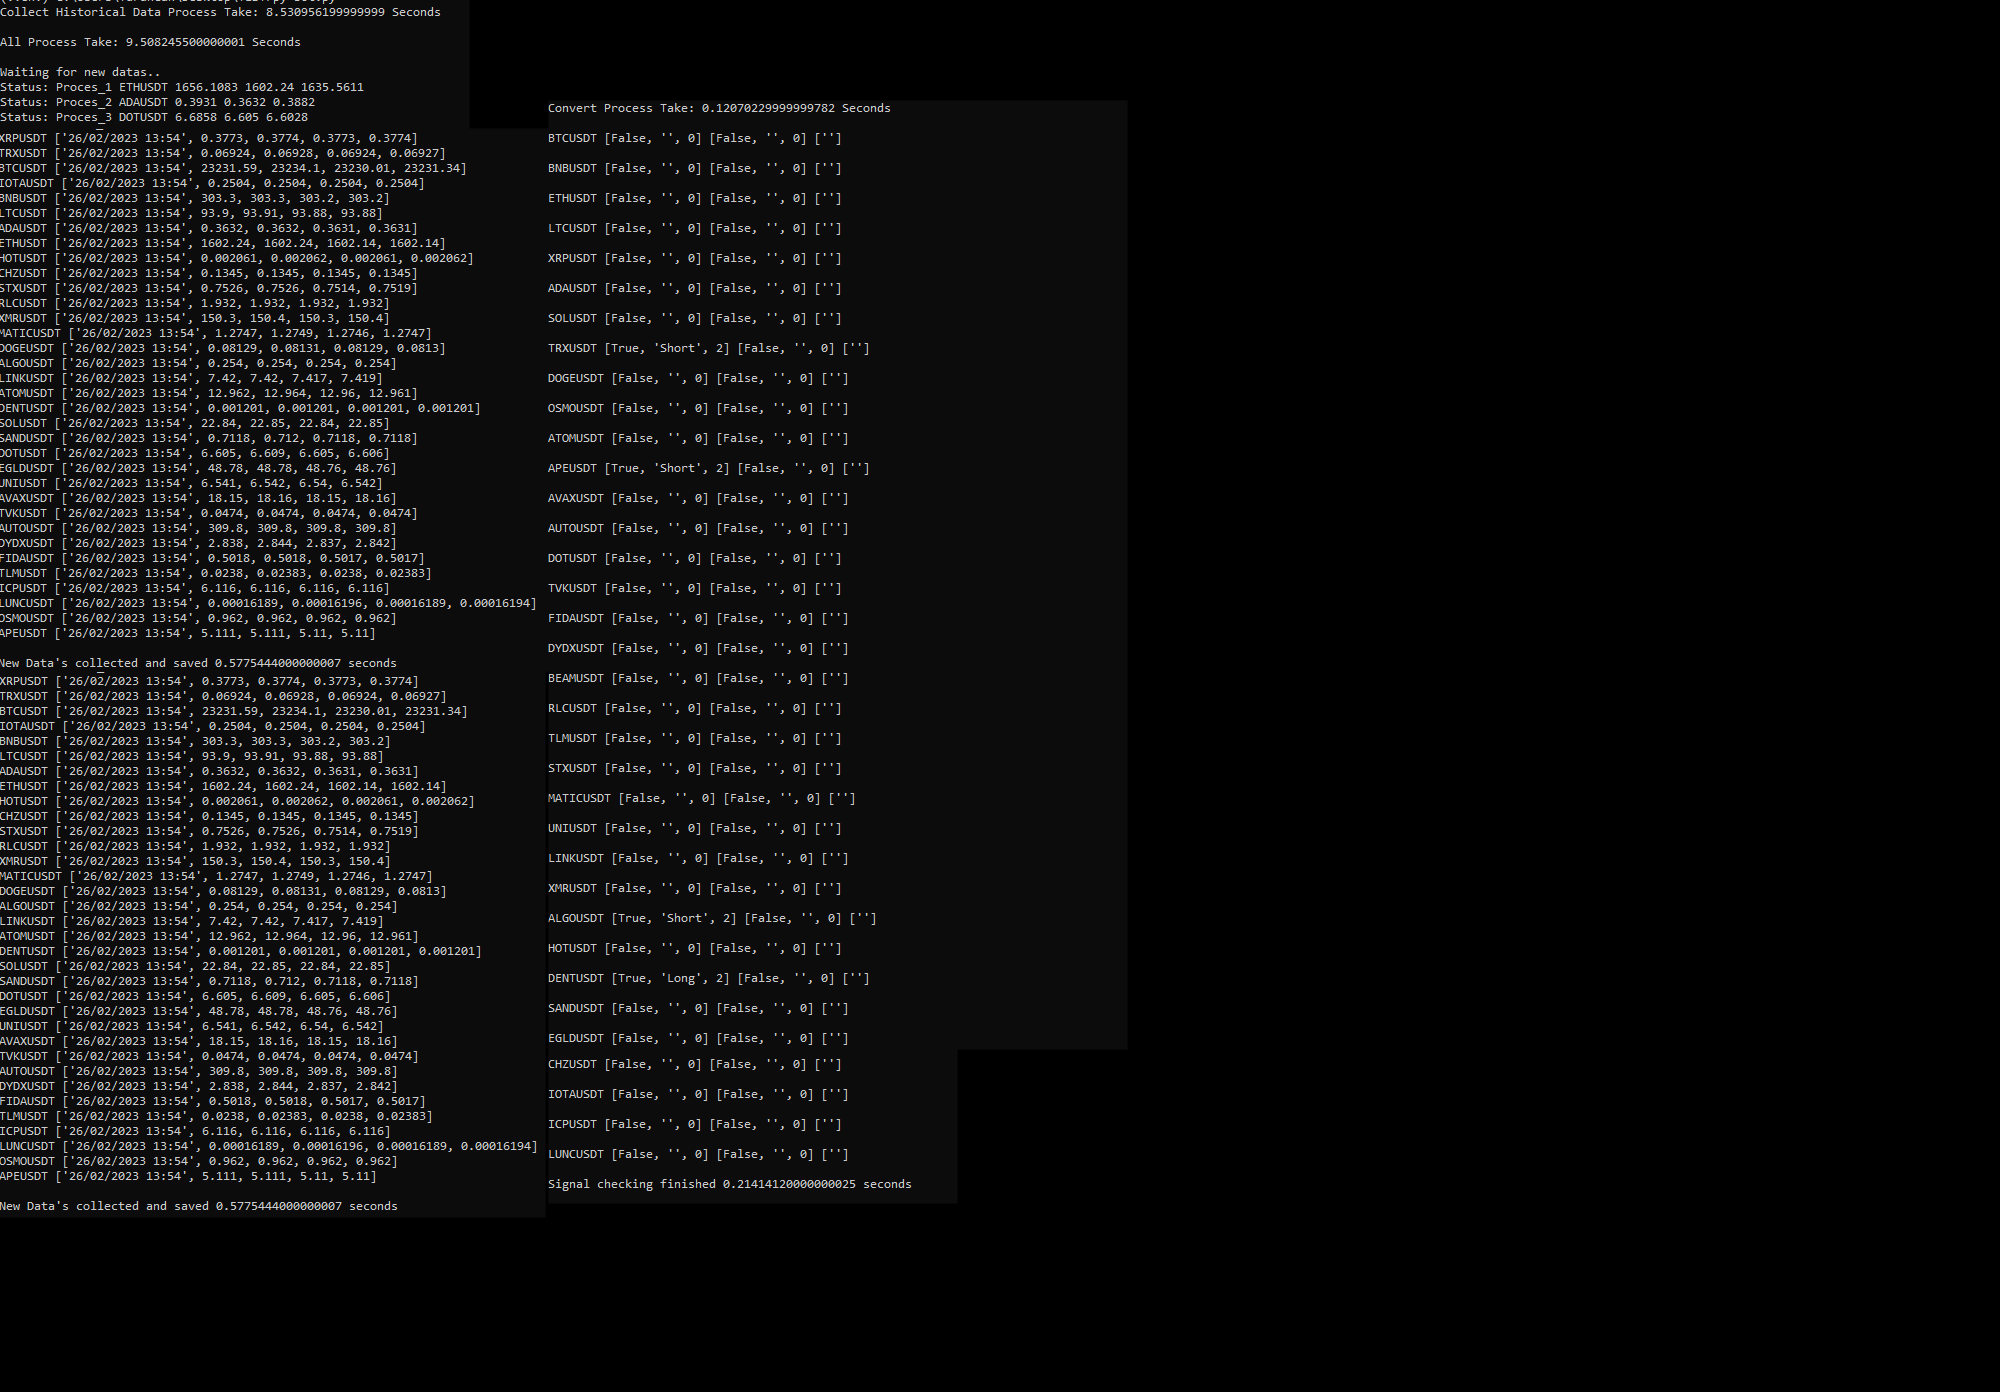 Collect Historical Data Process Take: 8.530956199999999 Seconds
All Process Take: 9.508245500000001 Seconds
Waiting for new datas..
Status: Proces_1 ETHUSDT 1656.1083 1602.24 1635.5611
Status: Proces_2 ADAUSDT 0.3931 0.3632 0.3882
Status: Proces_3 DOTUSDT 6.6858 6.605 6.6028
XRPUSDT ['26/02/2023 13:54', 0.3773, 0.3774, 0.3773, 0.3774]
TRXUSDT ['26/02/2023 13:54', 0.06924, 0.06928, 0.06924, 0.06927]
BTCUSDT ['26/02/2023 13:54', 23231.59, 23234.1, 23230.01, 23231.34]
IOTAUSDT ['26/02/2023 13:54', 0.2504, 0.2504, 0.2504, 0.2504]
BNBUSDT ['26/02/2023 13:54', 303.3, 303.3, 303.2, 303.2]
LTCUSDT ['26/02/2023 13:54', 93.9, 93.91, 93.88, 93.88]
ADAUSDT ['26/02/2023 13:54', 0.3632, 0.3632, 0.3631, 0.3631]
ETHUSDT ['26/02/2023 13:54', 1602.24, 1602.24, 1602.14, 1602.14]
HOTUSDT ['26/02/2023 13:54', 0.002061, 0.002062, 0.002061, 0.002062]
CHZUSDT ['26/02/2023 13:54', 0.1345, 0.1345, 0.1345, 0.1345]
STXUSDT ['26/02/2023 13:54', 0.7526, 0.7526, 0.7514, 0.7519]
RLCUSDT ['26/02/2023 13:54', 1.932, 1.932, 1.932, 1.932]
XMRUSDT ['26/02/2023 13:54', 150.3, 150.4, 150.3, 150.4]
MATICUSDT ['26/02/2023 13:54', 1.2747, 1.2749, 1.2746, 1.2747]
DOGEUSDT ['26/02/2023 13:54', 0.08129, 0.08131, 0.08129, 0.0813]
ALGOUSDT ['26/02/2023 13:54', 0.254, 0.254, 0.254, 0.254]
LINKUSDT ['26/02/2023 13:54', 7.42, 7.42, 7.417, 7.419]
ATOMUSDT ['26/02/2023 13:54', 12.962, 12.964, 12.96, 12.961]
DENTUSDT ['26/02/2023 13:54', 0.001201, 0.001201, 0.001201, 0.001201]
SOLUSDT ['26/02/2023 13:54', 22.84, 22.85, 22.84, 22.85]
SANDUSDT ['26/02/2023 13:54', 0.7118, 0.712, 0.7118, 0.7118]
DOTUSDT ['26/02/2023 13:54', 6.605, 6.609, 6.605, 6.606]
EGLDUSDT ['26/02/2023 13:54', 48.78, 48.78, 48.76, 48.76]
UNIUSDT ['26/02/2023 13:54', 6.541, 6.542, 6.54, 6.542]
AVAXUSDT ['26/02/2023 13:54', 18.15, 18.16, 18.15, 18.16]
TVKUSDT ['26/02/2023 13:54', 0.0474, 0.0474, 0.0474, 0.0474]
AUTOUSDT ['26/02/2023 13:54', 309.8, 309.8, 309.8, 309.8]
DYDXUSDT ['26/02/2023 13:54', 2.838, 2.844, 2.837, 2.842]
FIDAUSDT ['26/02/2023 13:54', 0.5018, 0.5018, 0.5017, 0.5017]
TLMUSDT ['26/02/2023 13:54', 0.0238, 0.02383, 0.0238, 0.02383]
ICPUSDT ['26/02/2023 13:54', 6.116, 6.116, 6.116, 6.116]
LUNCUSDT ['26/02/2023 13:54', 0.00016189, 0.00016196, 0.00016189, 0.00016194]
OSMOUSDT ['26/02/2023 13:54', 0.962, 0.962, 0.962, 0.962]
APEUSDT ['26/02/2023 13:54', 5.111, 5.111, 5.11, 5.11]
New Data's collected and saved 0.5775444000000007 seconds
XRPUSDT ['26/02/2023 13:54', 0.3773, 0.3774, 0.3773, 0.3774]
TRXUSDT ['26/02/2023 13:54', 0.06924, 0.06928, 0.06924, 0.06927]
BTCUSDT ['26/02/2023 13:54', 23231.59, 23234.1, 23230.01, 23231.34]
IOTAUSDT ['26/02/2023 13:54', 0.2504, 0.2504, 0.2504, 0.2504]
BNBUSDT ['26/02/2023 13:54', 303.3, 303.3, 303.2, 303.2]
LTCUSDT ['26/02/2023 13:54', 93.9, 93.91, 93.88, 93.88]
ADAUSDT ['26/02/2023 13:54', 0.3632, 0.3632, 0.3631, 0.3631]
ETHUSDT ['26/02/2023 13:54', 1602.24, 1602.24, 1602.14, 1602.14]
HOTUSDT ['26/02/2023 13:54', 0.002061, 0.002062, 0.002061, 0.002062]
CHZUSDT ['26/02/2023 13:54', 0.1345, 0.1345, 0.1345, 0.1345]
STXUSDT ['26/02/2023 13:54', 0.7526, 0.7526, 0.7514, 0.7519]
RLCUSDT ['26/02/2023 13:54', 1.932, 1.932, 1.932, 1.932]
XMRUSDT ['26/02/2023 13:54', 150.3, 150.4, 150.3, 150.4]
MATICUSDT ['26/02/2023 13:54', 1.2747, 1.2749, 1.2746, 1.2747]
DOGEUSDT ['26/02/2023 13:54', 0.08129, 0.08131, 0.08129, 0.0813]
ALGOUSDT ['26/02/2023 13:54', 0.254, 0.254, 0.254, 0.254]
LINKUSDT ['26/02/2023 13:54', 7.42, 7.42, 7.417, 7.419]
ATOMUSDT ['26/02/2023 13:54', 12.962, 12.964, 12.96, 12.961]
DENTUSDT ['26/02/2023 13:54', 0.001201, 0.001201, 0.001201, 0.001201]
SOLUSDT ['26/02/2023 13:54', 22.84, 22.85, 22.84, 22.85]
SANDUSDT ['26/02/2023 13:54', 0.7118, 0.712, 0.7118, 0.7118]
DOTUSDT ['26/02/2023 13:54', 6.605, 6.609, 6.605, 6.606]
EGLDUSDT ['26/02/2023 13:54', 48.78, 48.78, 48.76, 48.76]
UNIUSDT ['26/02/2023 13:54', 6.541, 6.542, 6.54, 6.542]
AVAXUSDT ['26/02/2023 13:54', 18.15, 18.16, 18.15, 18.16]
TVKUSDT ['26/02/2023 13:54', 0.0474, 0.0474, 0.0474, 0.0474]
AUTOUSDT ['26/02/2023 13:54', 309.8, 309.8, 309.8, 309.8]
DYDXUSDT ['26/02/2023 13:54', 2.838, 2.844, 2.837, 2.842]
FIDAUSDT ['26/02/2023 13:54', 0.5018, 0.5018, 0.5017, 0.5017]
TLMUSDT ['26/02/2023 13:54', 0.0238, 0.02383, 0.0238, 0.02383]
ICPUSDT ['26/02/2023 13:54', 6.116, 6.116, 6.116, 6.116]
LUNCUSDT ['26/02/2023 13:54', 0.00016189, 0.00016196, 0.00016189, 0.00016194]
OSMOUSDT ['26/02/2023 13:54', 0.962, 0.962, 0.962, 0.962]
APEUSDT ['26/02/2023 13:54', 5.111, 5.111, 5.11, 5.11]
New Data's collected and saved 0.5775444000000007 seconds
Convert Process Take: 0.12070229999999782 Seconds
BTCUSDT [False, '', 0] [False, '', 0] ['']
BNBUSDT [False, '', 0] [False, '', 0] ['']
ETHUSDT [False, '', 0] [False, '', 0] ['']
LTCUSDT [False, '', 0] [False, '', 0] ['']
XRPUSDT [False, '', 0] [False, '', 0] ['']
ADAUSDT [False, '', 0] [False, '', 0] ['']
SOLUSDT [False, '', 0] [False, '', 0] ['']
TRXUSDT [True, 'Short', 2] [False, '', 0] ['']
DOGEUSDT [False, '', 0] [False, '', 0] ['']
OSMOUSDT [False, '', 0] [False, '', 0] ['']
ATOMUSDT [False, '', 0] [False, '', 0] ['']
APEUSDT [True, 'Short', 2] [False, '', 0] ['']
AVAXUSDT [False, '', 0] [False, '', 0] ['']
AUTOUSDT [False, '', 0] [False, '', 0] ['']
DOTUSDT [False, '', 0] [False, '', 0] ['']
TVKUSDT [False, '', 0] [False, '', 0] ['']
FIDAUSDT [False, '', 0] [False, '', 0] ['']
DYDXUSDT [False, '', 0] [False, '', 0] ['']
BEAMUSDT [False, '', 0] [False, '', 0] ['']
RLCUSDT [False, '', 0] [False, '', 0] ['']
TLMUSDT [False, '', 0] [False, '', 0] ['']
STXUSDT [False, '', 0] [False, '', 0] ['']
MATICUSDT [False, '', 0] [False, '', 0] ['']
UNIUSDT [False, '', 0] [False, '', 0] ['']
LINKUSDT [False, '', 0] [False, '', 0] ['']
XMRUSDT [False, '', 0] [False, '', 0] ['']
ALGOUSDT [True, 'Short', 2] [False, '', 0] ['']
HOTUSDT [False, '', 0] [False, '', 0] ['']
DENTUSDT [True, 'Long', 2] [False, '', 0] ['']
SANDUSDT [False, '', 0] [False, '', 0] ['']
EGLDUSDT [False, '', 0] [False, '', 0] ['']
CHZUSDT [False, '', 0] [False, '', 0] ['']
IOTAUSDT [False, '', 0] [False, '', 0] ['']
ICPUSDT [False, '', 0] [False, '', 0] ['']
LUNCUSDT [False, '', 0] [False, '', 0] ['']
Signal checking finished 0.21414120000000025 seconds